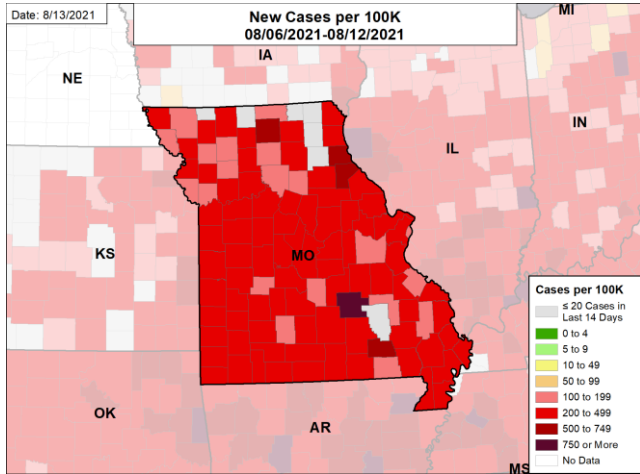 Date: 8/13/2021
New Cases per 100K
08/06/2021-08/12/2021
MI
IA
NE
IN
IL
KS
MO
OK
AR
MS
Cases per 100K
≤ 20 Cases in
Last 14 Days
0 to 4
5 to 9
10 to 49
50 to 99
100 to 199
200 to 499
500 to 749
750 or More
No Data